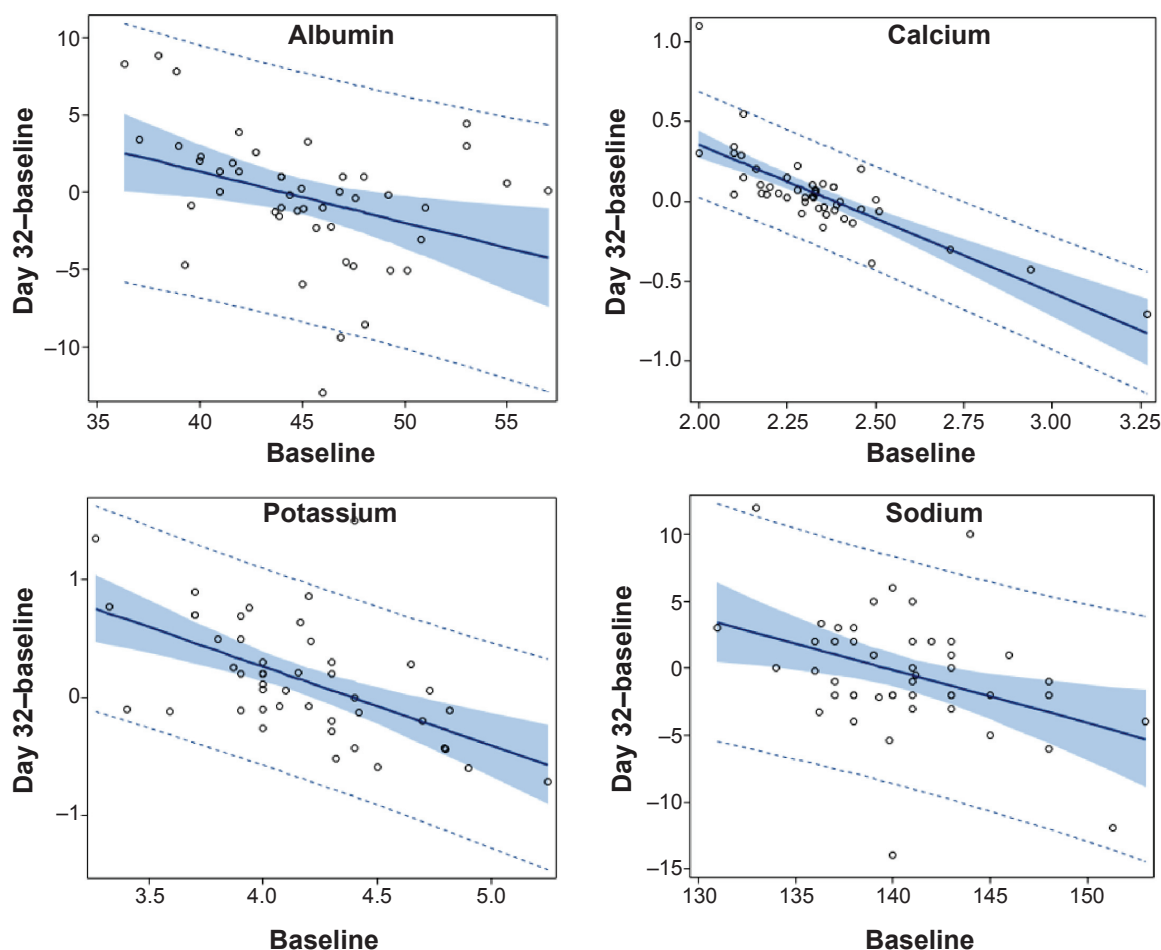 Albumin
Day 32–baseline
10
5
0
–5
–10
35 40 45 50 55
Baseline
Calcium
Day 32–baseline
1.0
0.5
0.0
–0.5
–1.0
2.00 2.25 2.50 2.75 3.00 3.25
Baseline
Potassium
Day 32–baseline
1
0
–1
3.5 4.0 4.5 5.0
Baseline
Sodium
Day 32–baseline
10
5
0
–5
–10
–15
130 135 140 145 150
Baseline